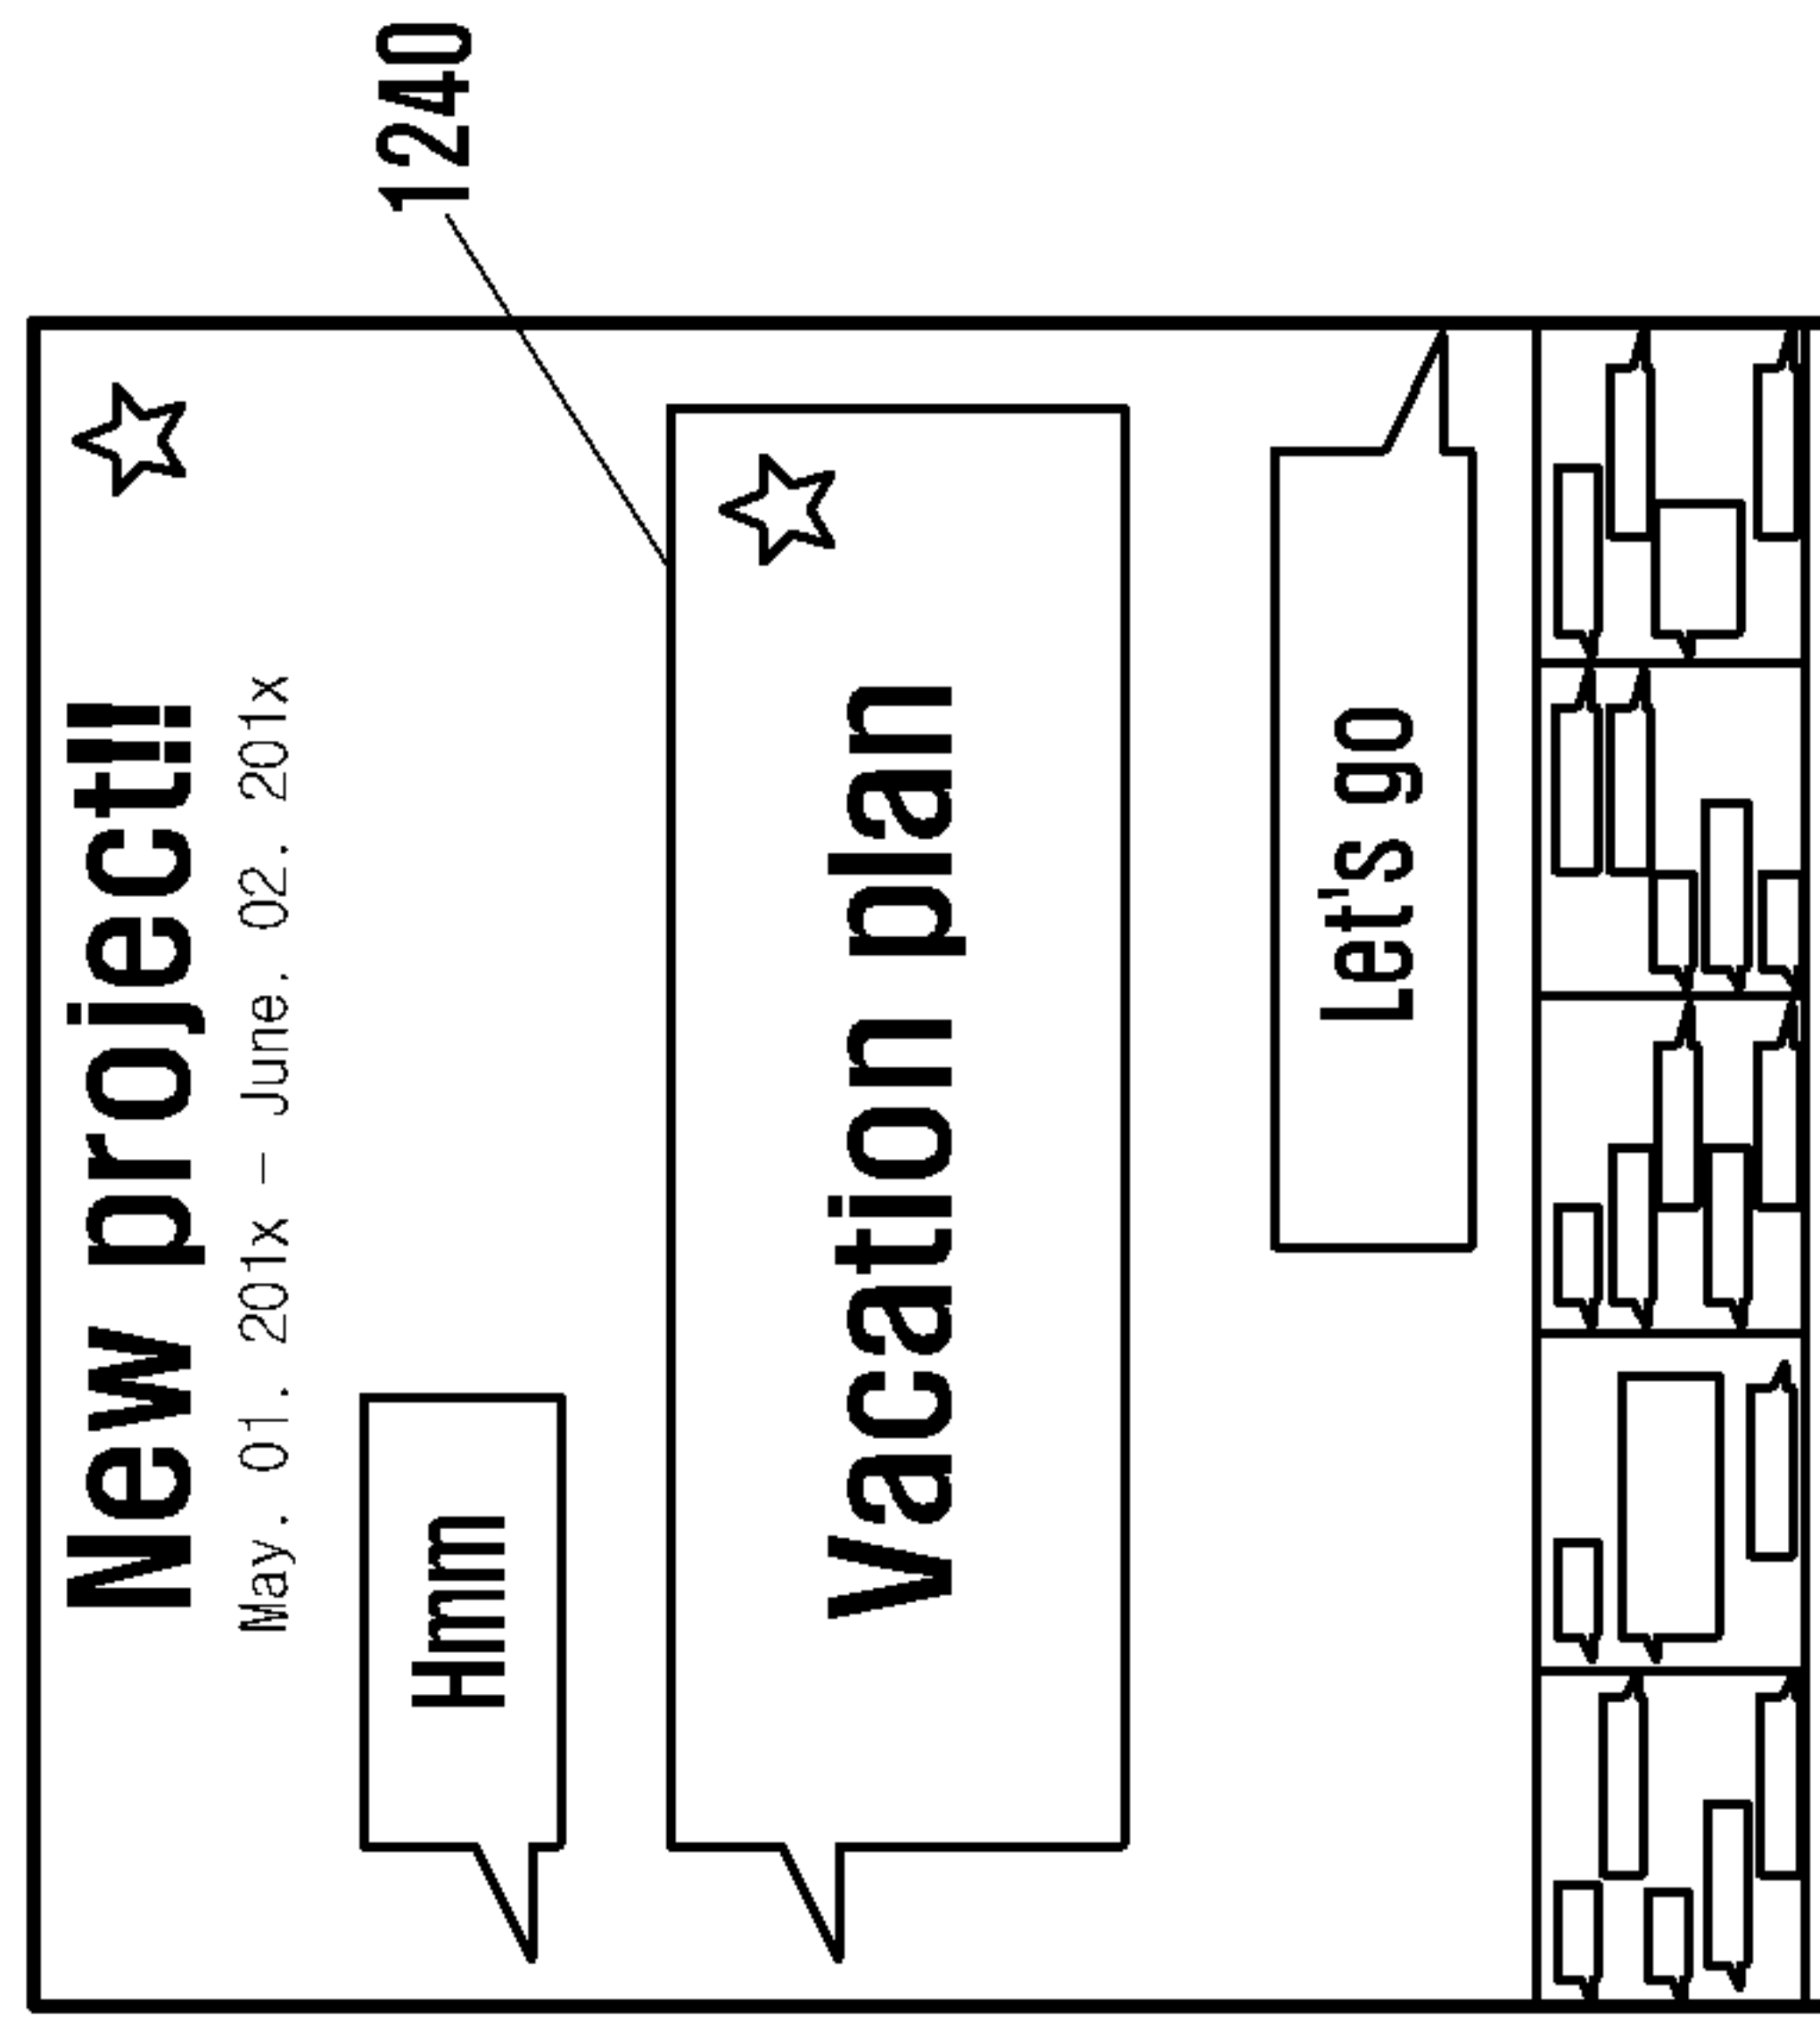 New project!!
May. 01. 201x - June. 02. 201x
Hmm
Vacation plan
Let's go
1240